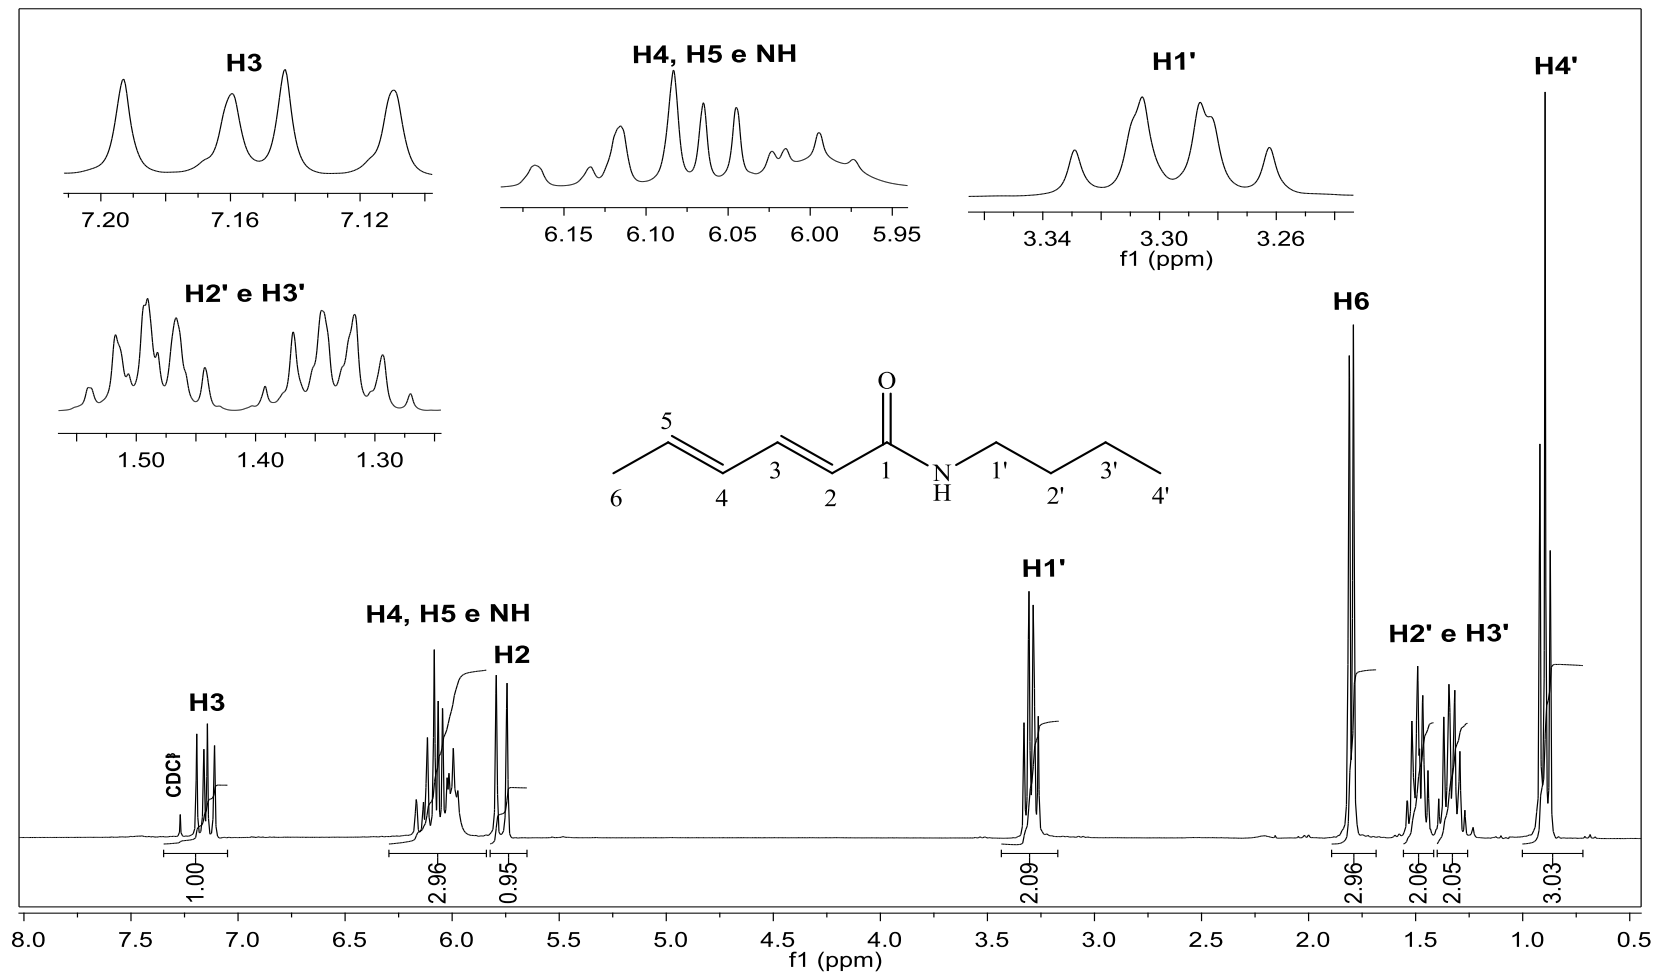 H3
7.20 7.16 7.12
H4, H5 e NH
6.15 6.10 6.05 6.00 5.95
H1'
3.34 3.30 3.26
f1 (ppm)
H4'
H2' e H3'
1.50 1.40 1.30
H6
O
5
3 1 N 1' 3'
6 4 2 H 2' 4'
H1'
H4, H5 e NH
H2
H2' e H3'
H3
CDCl3
1.00 2.96 0.95 2.09 2.96 2.06 2.05 3.03
8.0 7.5 7.0 6.5 6.0 5.5 5.0 4.5 4.0 3.5 3.0 2.5 2.0 1.5 1.0 0.5
f1 (ppm)